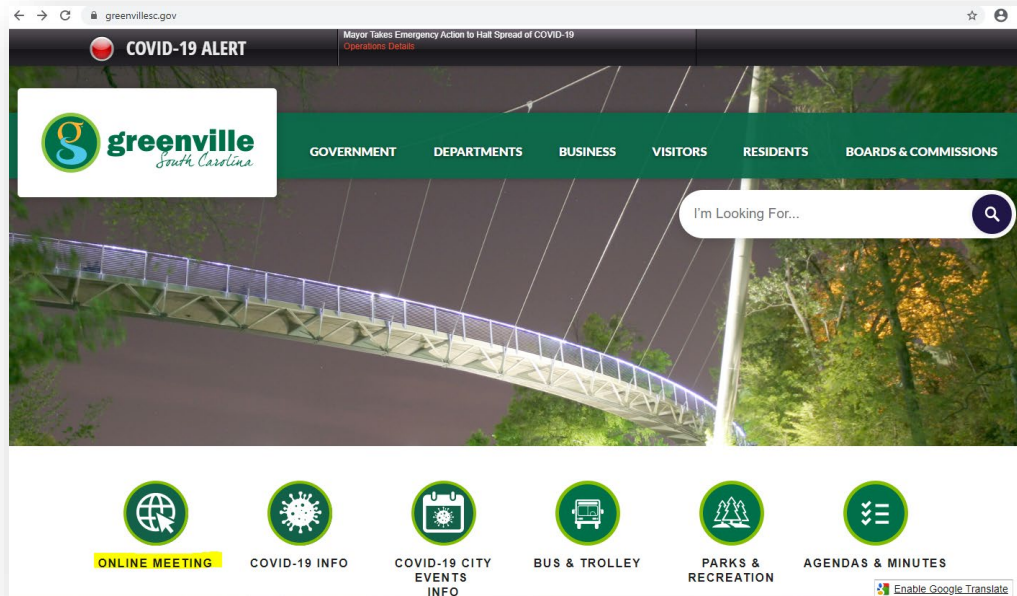 greenvillesc.gov
COVID-19 ALERT
Mayor Takes Emergency Action to Halt Spread of COVID-19
Operations Details
g
greenville
South Carolina
GOVERNMENT DEPARTMENTS BUSINESS VISITORS RESIDENTS BOARDS & COMMISSIONS
I'm Looking For...
ONLINE MEETING
COVID-19 INFO
COVID-19 CITY
EVENTS
INFO
BUS & TROLLEY
PARKS &
RECREATION
AGENDAS & MINUTES
Enable Google Translate